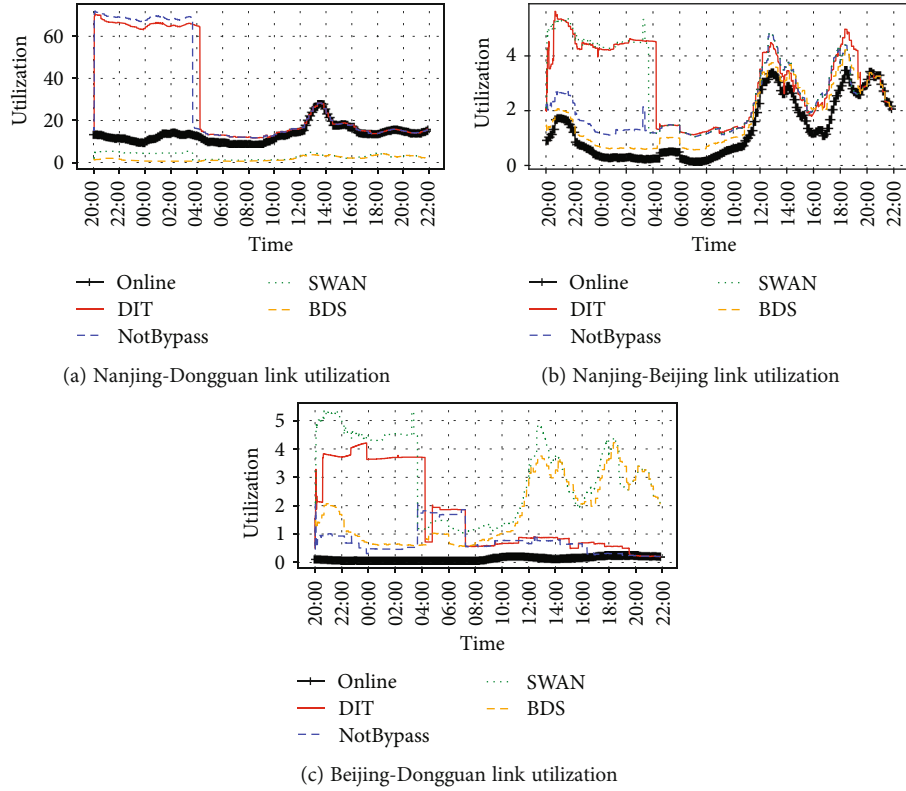 Utilization
60
40
20
0
20:00 22:00 00:00 02:00 04:00 06:00 08:00 10:00 12:00 14:00 16:00 18:00 20:00 22:00
Time
Online
DIT
NotBypass
SWAN
BDS
(a) Nanjing-Dongguan link utilization
Utilization
4
2
0
20:00 22:00 00:00 02:00 04:00 06:00 08:00 10:00 12:00 14:00 16:00 18:00 20:00 22:00
Time
Online
DIT
NotBypass
SWAN
BDS
(b) Nanjing-Beijing link utilization
Utilization
5
4
3
2
1
0
20:00 22:00 00:00 02:00 04:00 06:00 08:00 10:00 12:00 14:00 16:00 18:00 20:00 22:00
Time
Online
DIT
NotBypass
SWAN
BDS
(c) Beijing-Dongguan link utilization